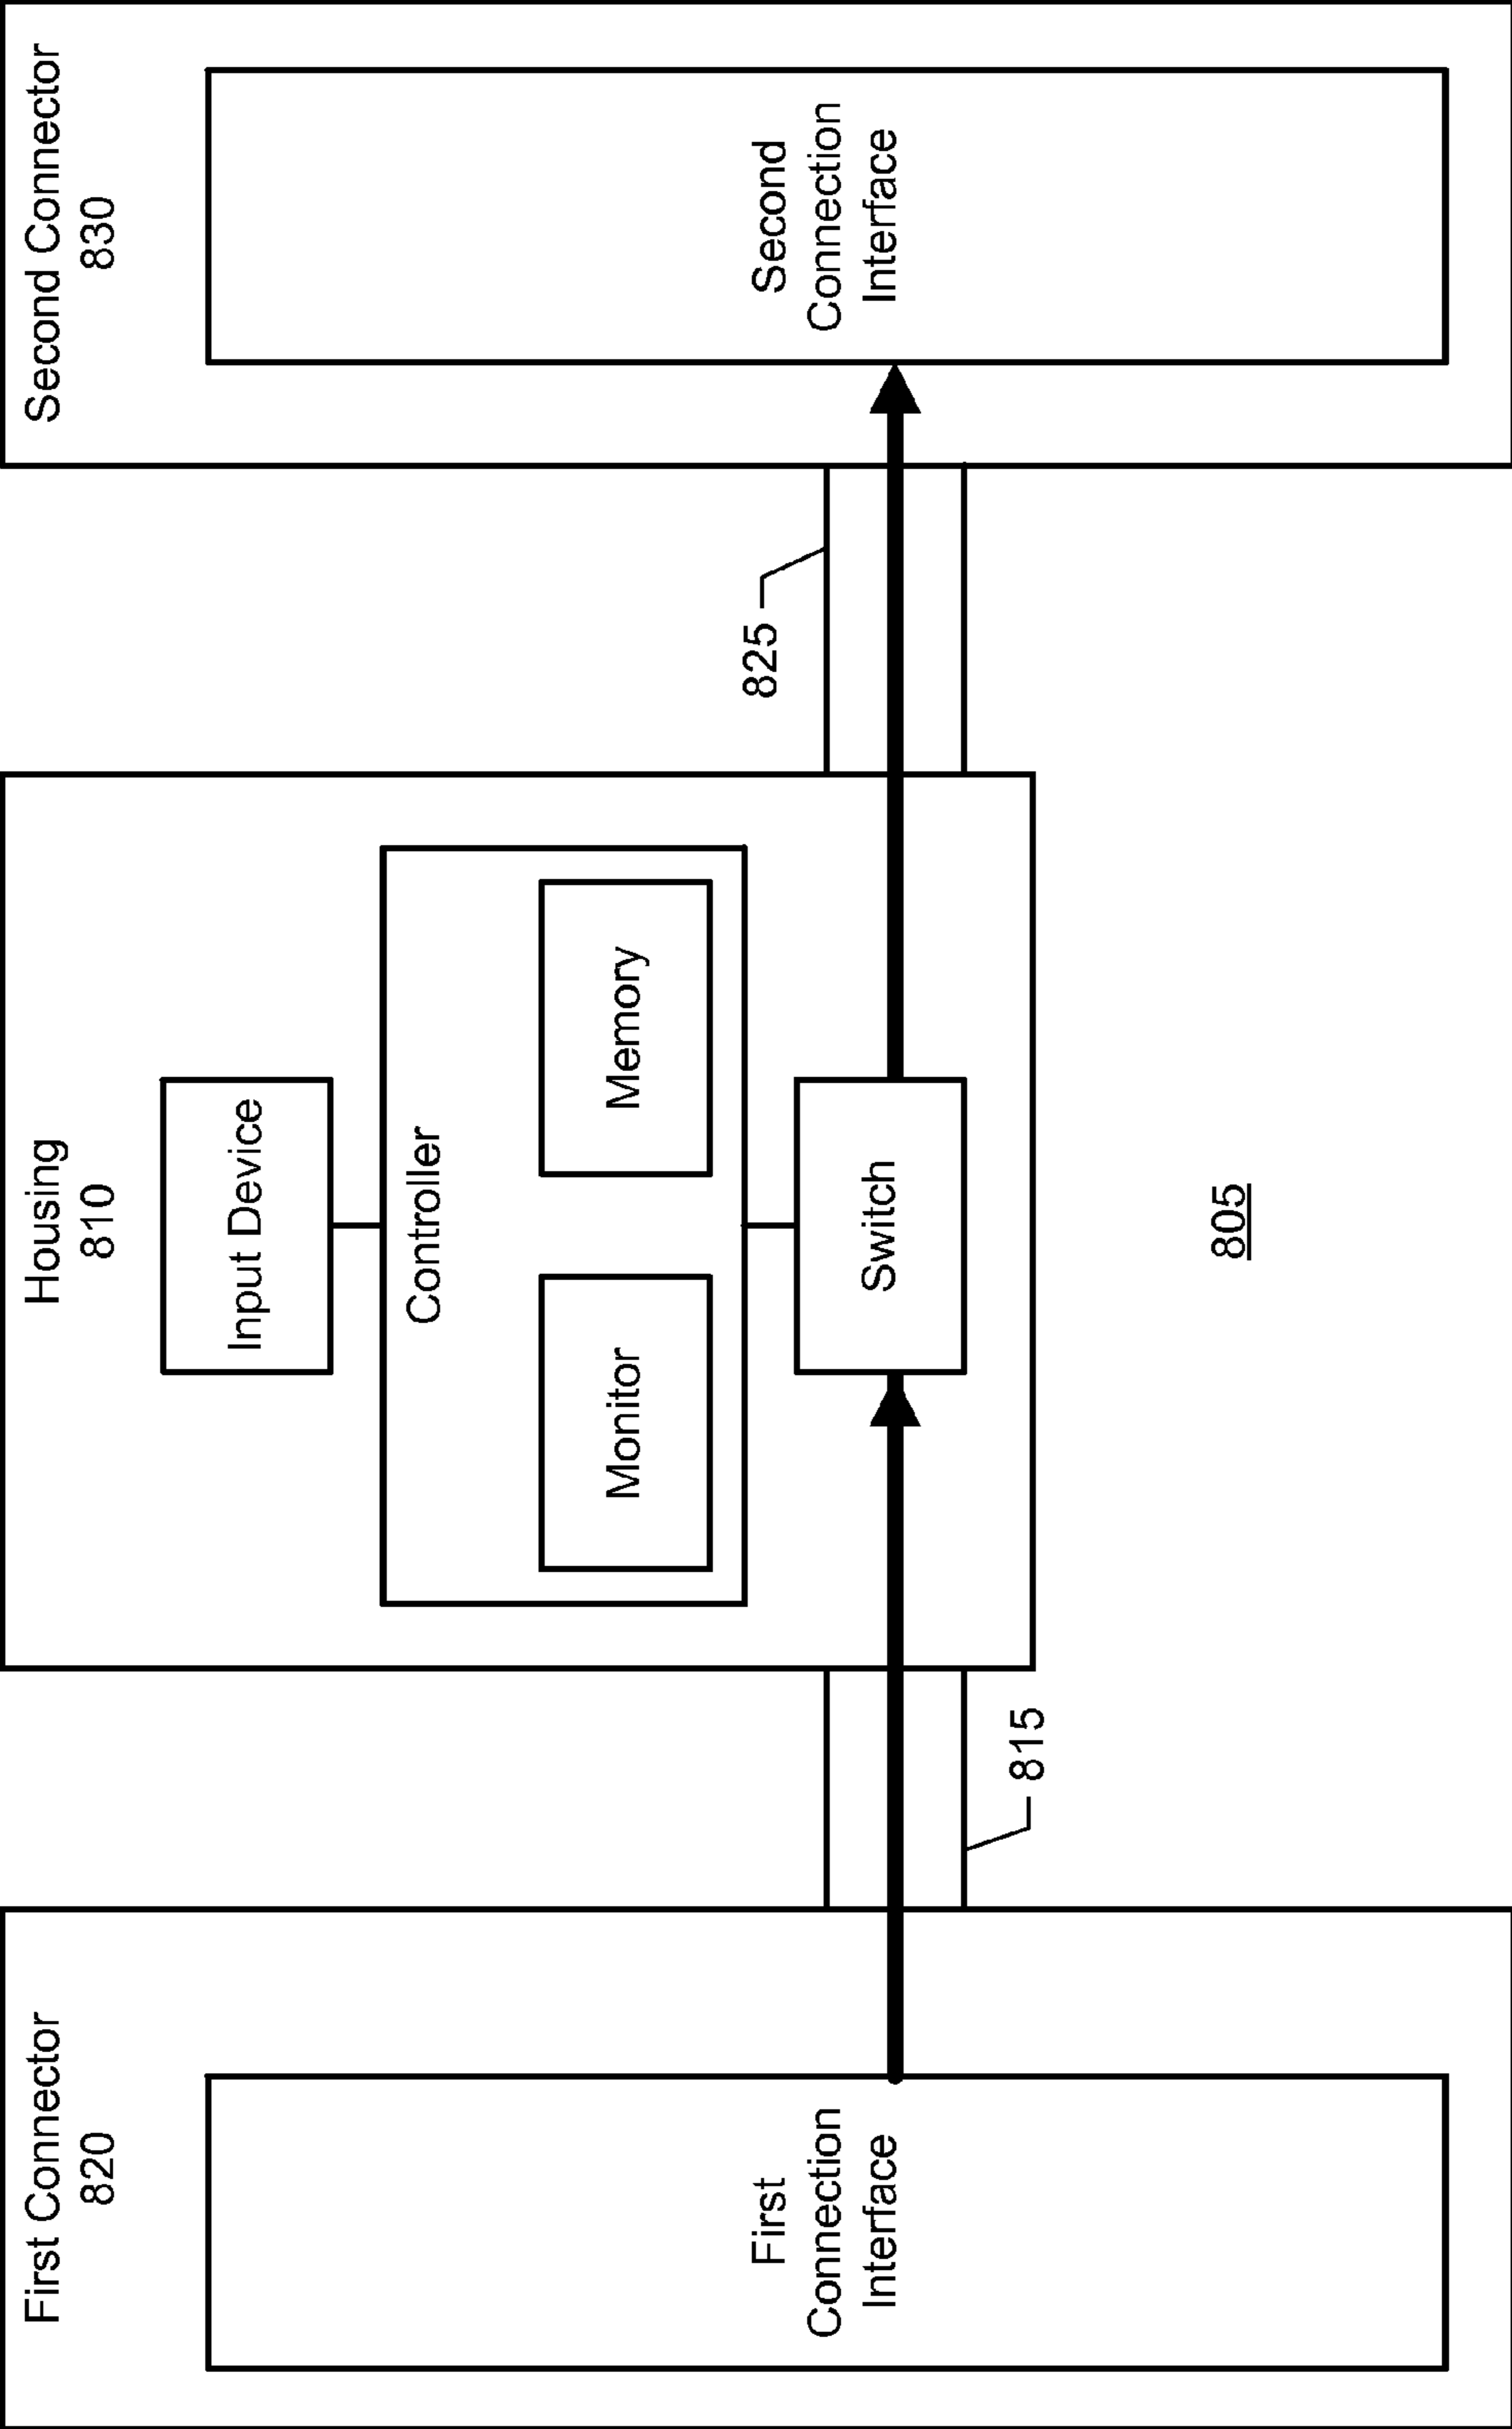 First Connector
820
First
Connection
Interface
815
Housing
810
Input Device
Controller
Monitor
Memory
Switch
805
825
Second Connector
830
Second
Connection
Interface